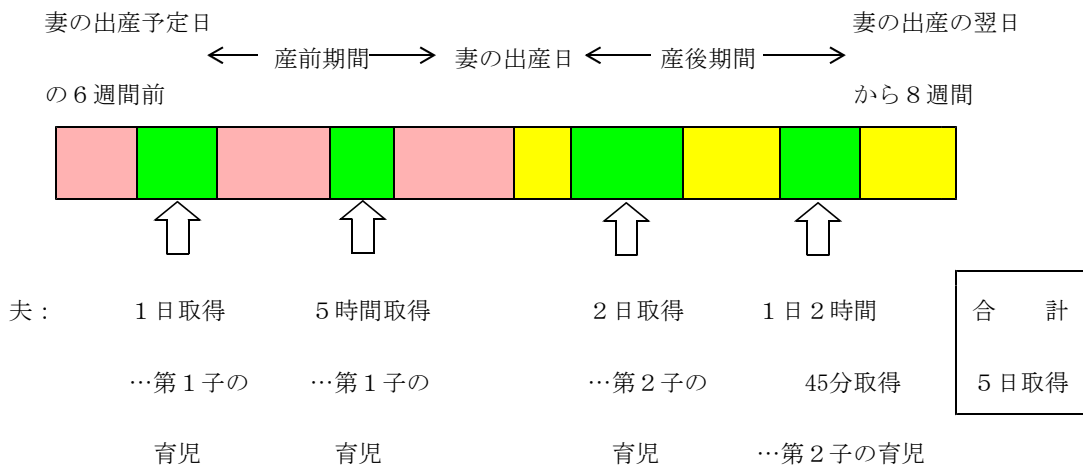 妻の出産予定日 妻の出産の翌日
産前期間 妻の出産日 産後期間
の６週間前 から８週間
夫： １日取得 ５時間取得 ２日取得 １日２時間 合　計
…第１子の …第１子の …第２子の 45分取得 ５日取得
育児 育児 育児 …第２子の育児